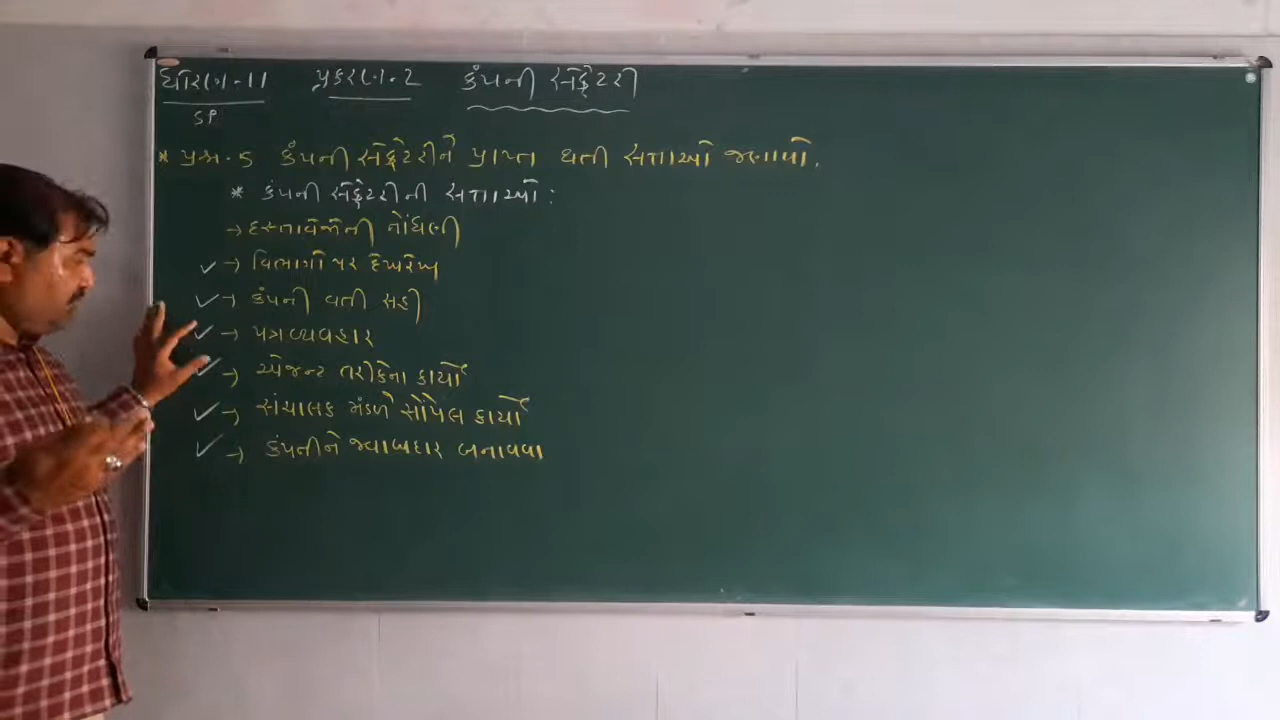 ધોરણ-11 પ્રકરણ-2 કંપની સેક્રેટરી
SP
* પ્રશ્ન-5 કંપની સેક્રેટરીને પ્રાપ્ત થતી સત્તાઓ જણાવો.
* કંપની સેક્રેટરીની સત્તાઓ :
→ દસ્તાવેજોની નોંધણી
✓ → વિભાગો પર દેખરેખ
✓ → કંપની વતી સહી
✓ → પત્રવ્યવહાર
✓ → એજન્ટ તરીકેના કાર્યો
✓ → સંચાલક મંડળે સોંપેલ કાર્યો
✓ → કંપનીને જવાબદાર બનાવવા